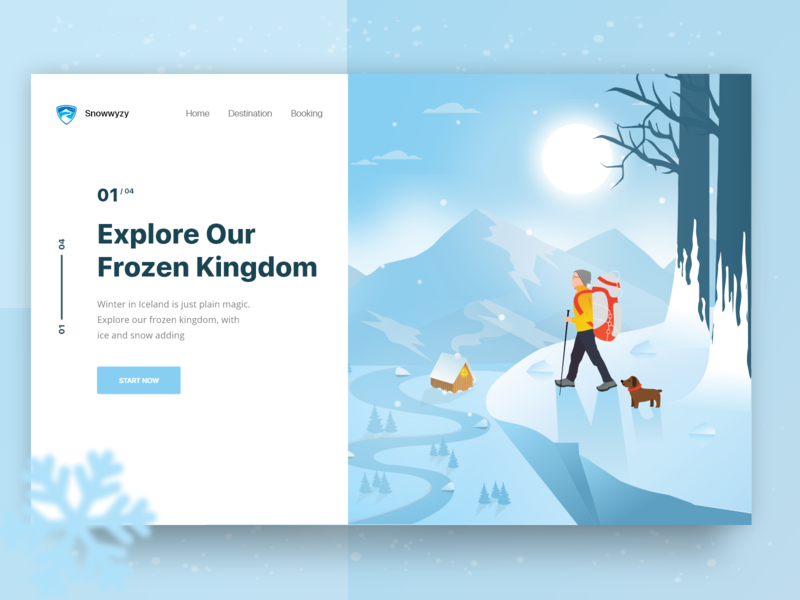 Snowwyzy
Home Destination Booking
01 / 04
Explore Our
Frozen Kingdom
Winter in Iceland is just plain magic.
Explore our frozen kingdom, with
ice and snow adding
START NOW
01 04